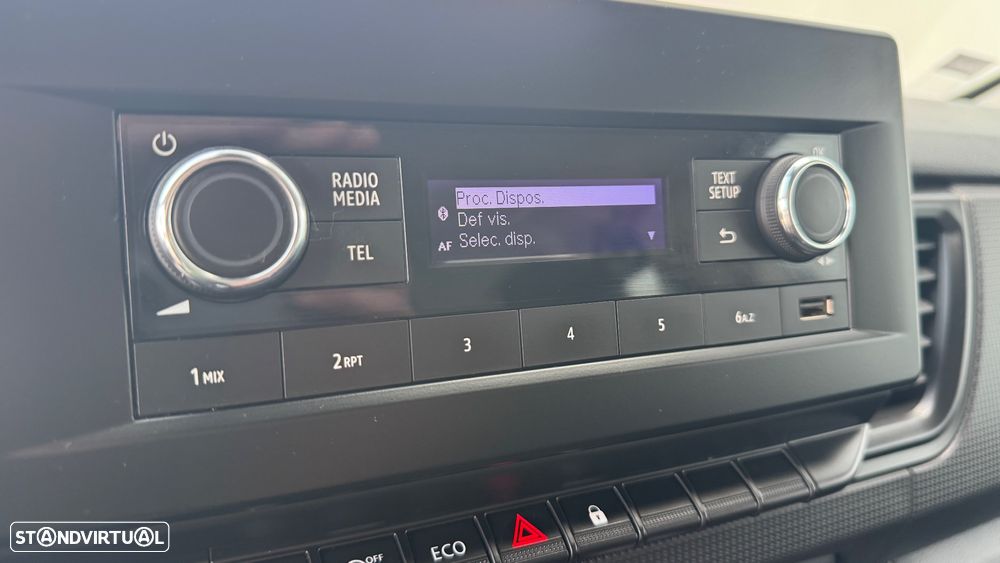 RADIO
MEDIA
TEL
Proc. Dispos.
Def vis.
AF Selec. disp.
TEXT
SETUP
OK
1 MIX
2 RPT
3
4
5
6 A.Z
OFF
ECO
STANDVIRTUAL